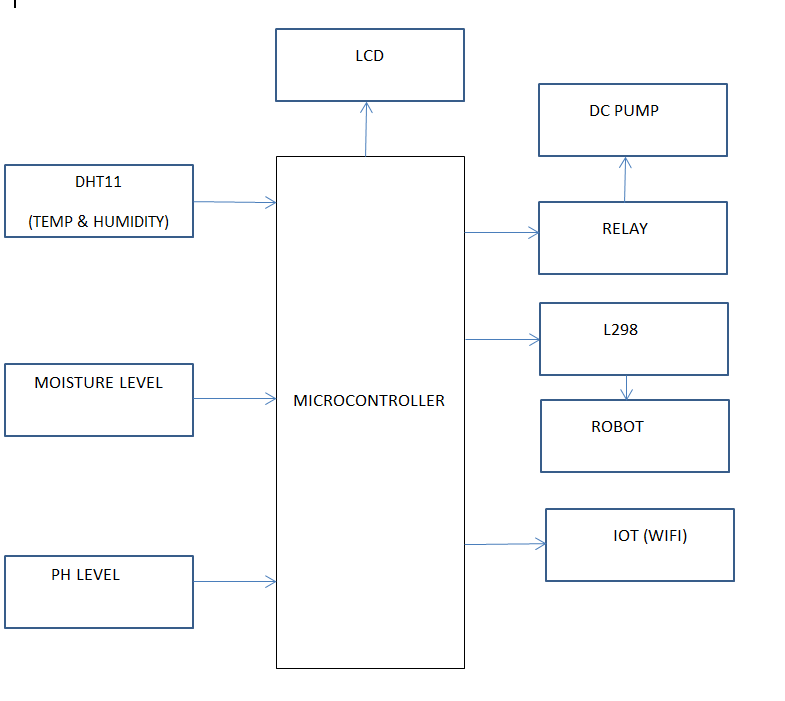 LCD
DC PUMP
DHT11
(TEMP & HUMIDITY)
RELAY
L298
MOISTURE LEVEL
MICROCONTROLLER
ROBOT
IOT (WIFI)
PH LEVEL